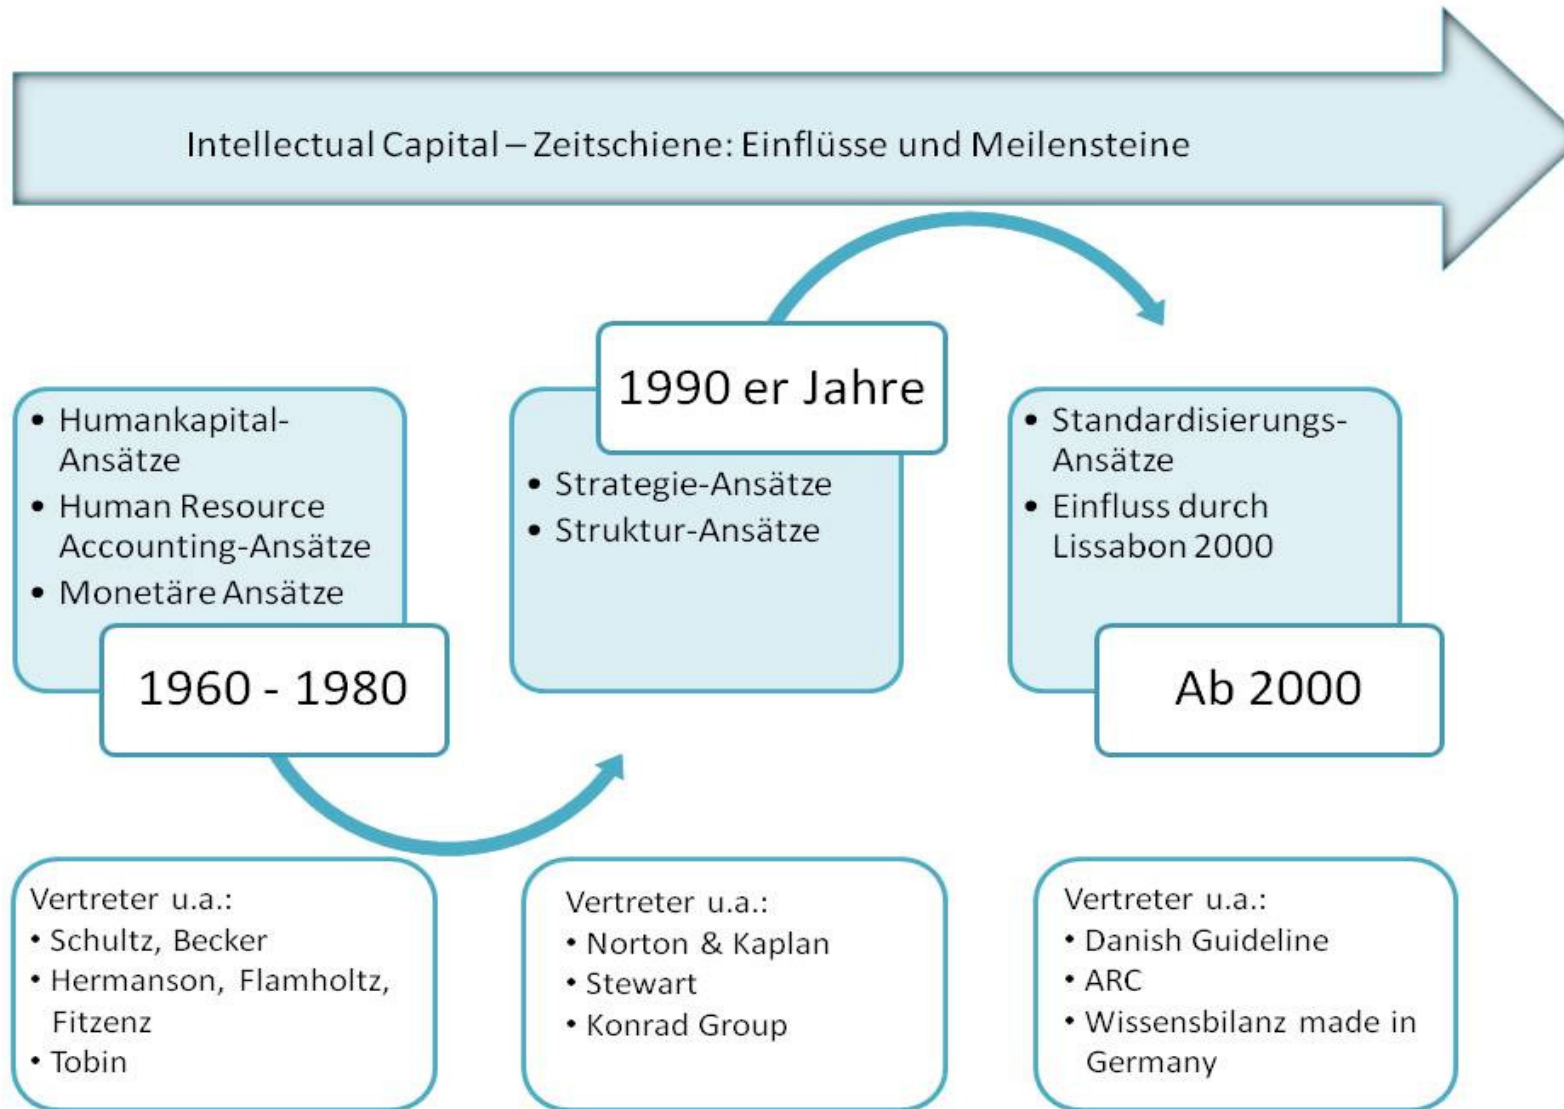 Intellectual Capital – Zeitschiene: Einflüsse und Meilensteine
• Humankapital-
Ansätze
• Human Resource
Accounting-Ansätze
• Monetäre Ansätze
1960 - 1980
1990 er Jahre
• Strategie-Ansätze
• Struktur-Ansätze
• Standardisierungs-
Ansätze
• Einfluss durch
Lissabon 2000
Ab 2000
Vertreter u.a.:
• Schultz, Becker
• Hermanson, Flamholtz,
Fitzenz
• Tobin
Vertreter u.a.:
• Norton & Kaplan
• Stewart
• Konrad Group
Vertreter u.a.:
• Danish Guideline
• ARC
• Wissensbilanz made in
Germany